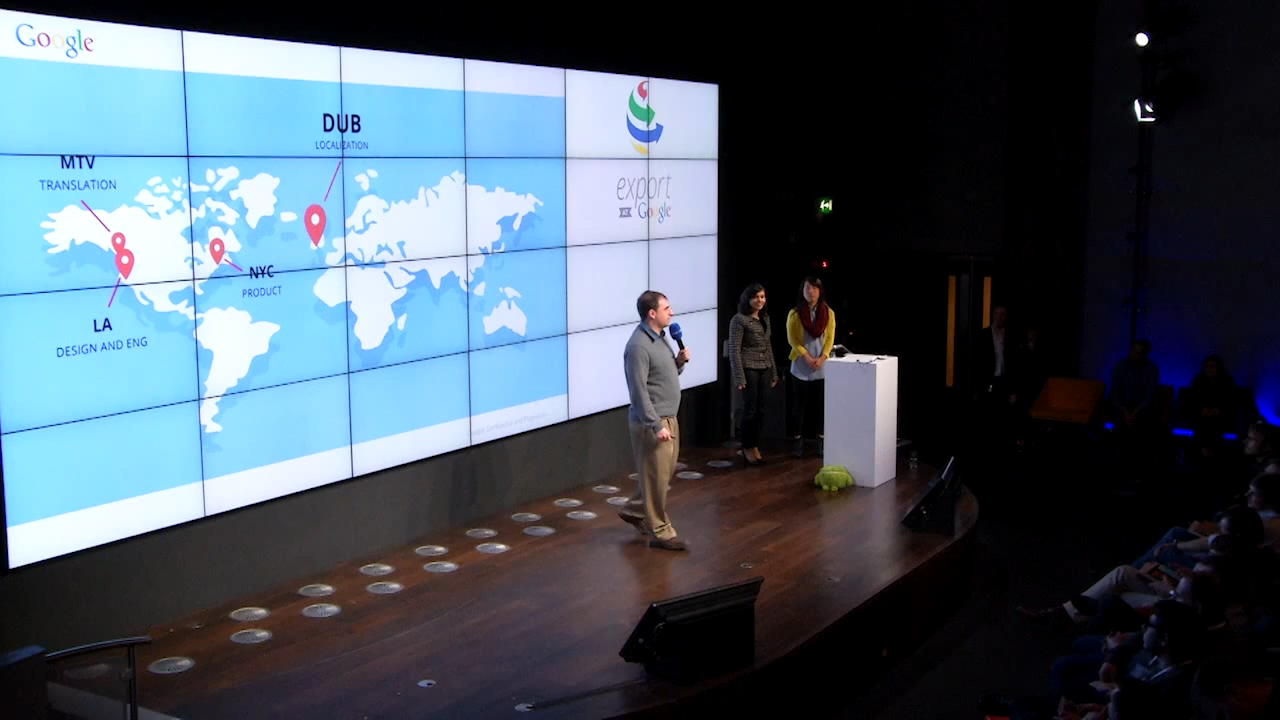 Google
DUB
LOCALIZATION
MTV
TRANSLATION
NYC
PRODUCT
LA
DESIGN AND ENG
export
Google